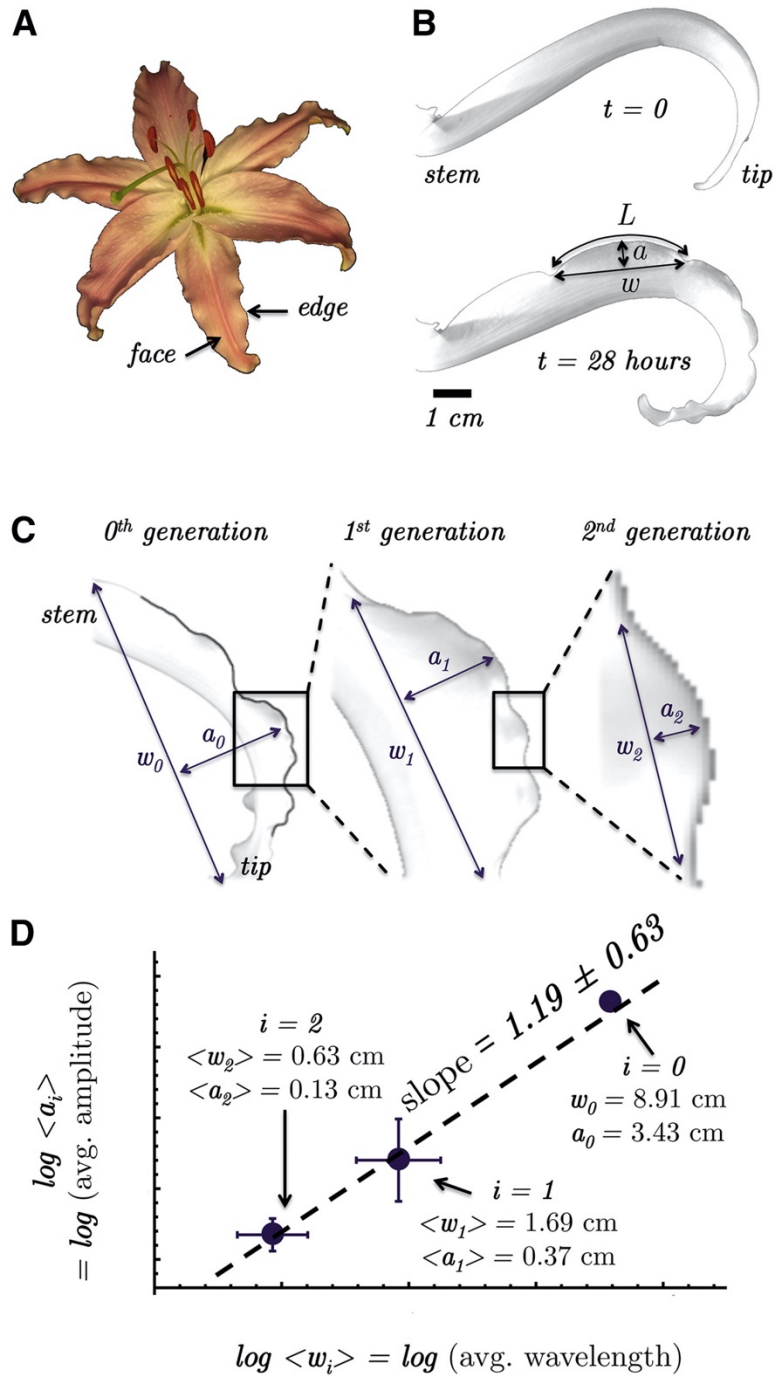 A
face
edge
B
t = 0
stem
tip
L
a
w
t = 28 hours
1 cm
C
0th generation
1st generation
2nd generation
stem
a0
w0
tip
a1
w1
a2
w2
D
log <ai>
= log (avg. amplitude)
i = 2
<w2> = 0.63 cm
<a2> = 0.13 cm
slope = 1.19 ± 0.63
i = 0
w0 = 8.91 cm
a0 = 3.43 cm
i = 1
<w1> = 1.69 cm
<a1> = 0.37 cm
log <wi> = log (avg. wavelength)